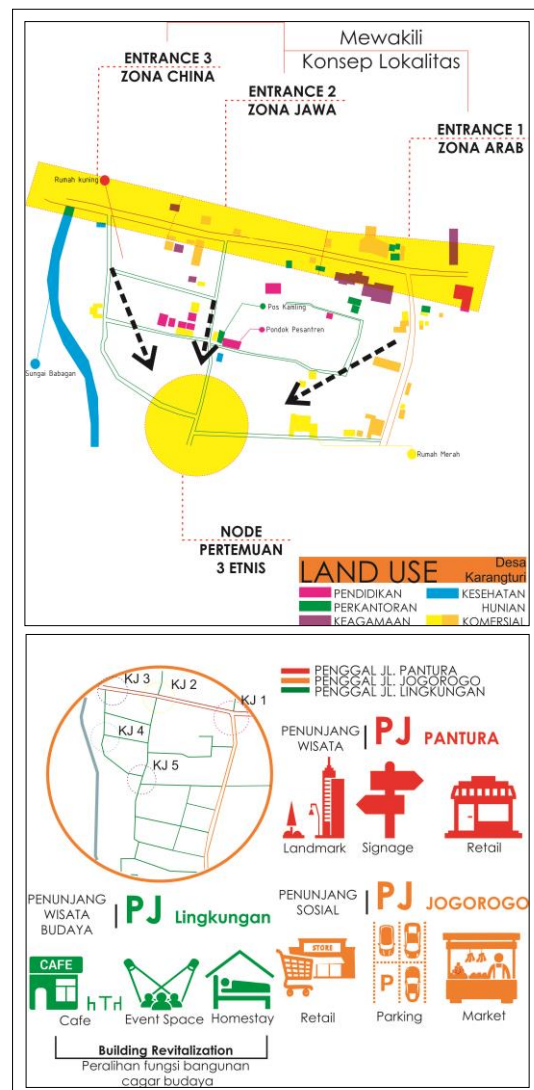 Mewakili
Konsep Lokalitas
ENTRANCE 3
ZONA CHINA
ENTRANCE 2
ZONA JAWA
ENTRANCE 1
ZONA ARAB
Rumah kuning
Pos Kamling
Pondok Pesantren
Sungai Babagan
Rumah Merah
NODE
PERTEMUAN
3 ETNIS
LAND USE
Desa
Karangturi
PENDIDIKAN
KESEHATAN
PERKANTORAN
HUNIAN
KEAGAMAAN
KOMERSIAL
KJ 3
KJ 2
KJ 1
KJ 4
KJ 5
PENGGAL JL. PANTURA
PENGGAL JL. JOGOROGO
PENGGAL JL. LINGKUNGAN
PENUNJANG
WISATA
PJ PANTURA
Landmark
Signage
Retail
PENUNJANG
WISATA
BUDAYA
PJ Lingkungan
PENUNJANG
SOSIAL
PJ JOGOROGO
CAFE
STORE
P
Cafe
Event Space
Homestay
Retail
Parking
Market
Building Revitalization
Peralihan fungsi bangunan
cagar budaya